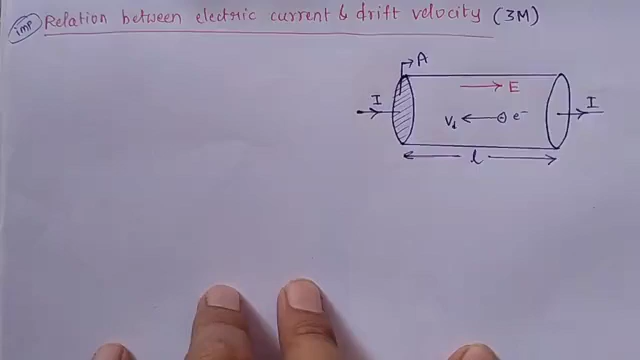 imp Relation between electric current & drift velocity (3M)
A
I
E
I
Vd
e⁻
l